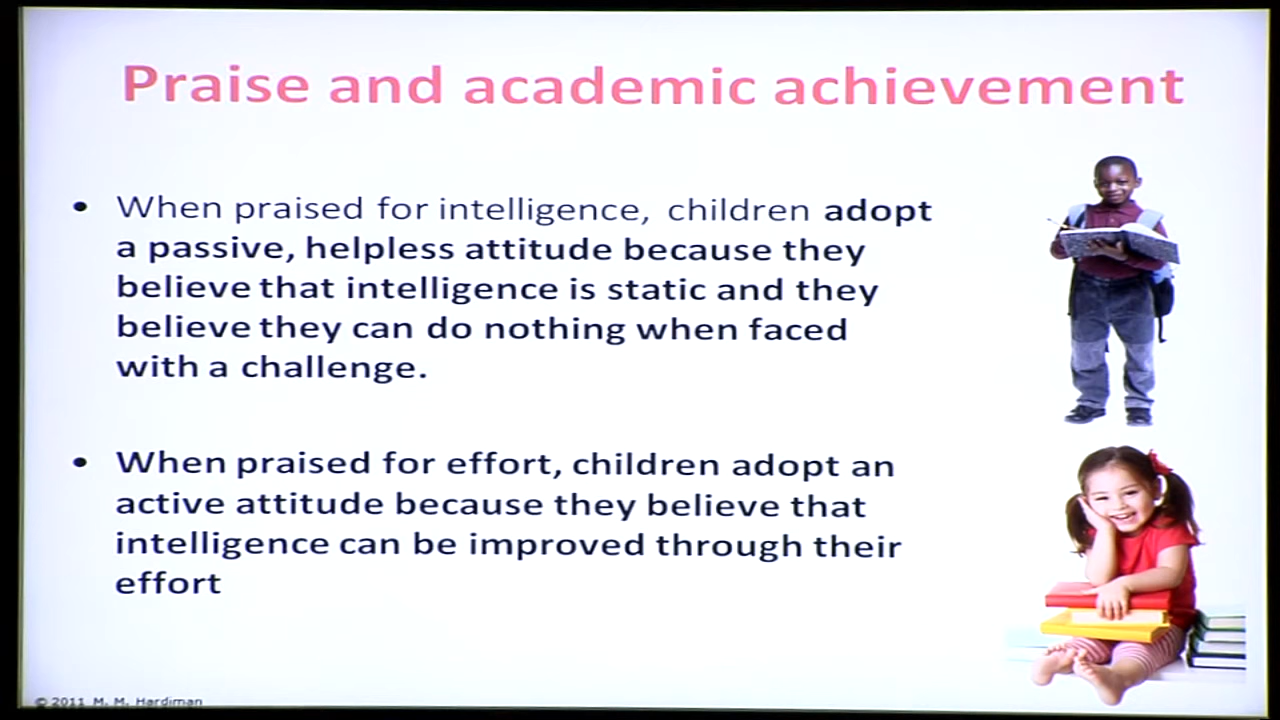 Praise and academic achievement
• When praised for intelligence, children adopt
a passive, helpless attitude because they
believe that intelligence is static and they
believe they can do nothing when faced
with a challenge.
• When praised for effort, children adopt an
active attitude because they believe that
intelligence can be improved through their
effort
© 2011 M. M. Hardiman